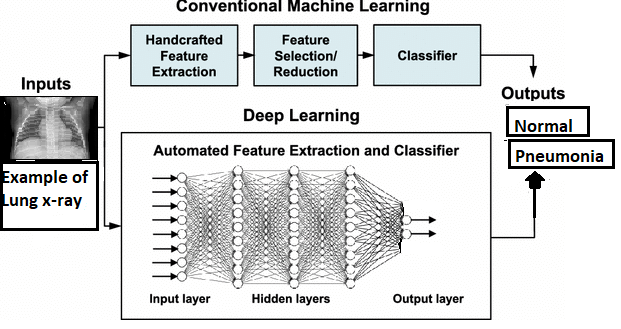 Conventional Machine Learning
Handcrafted
Feature
Extraction
Feature
Selection/
Reduction
Classifier
Inputs
Example of
Lung x-ray
Outputs
Normal
Pneumonia
Deep Learning
Automated Feature Extraction and Classifier
Input layer
Hidden layers
Output layer